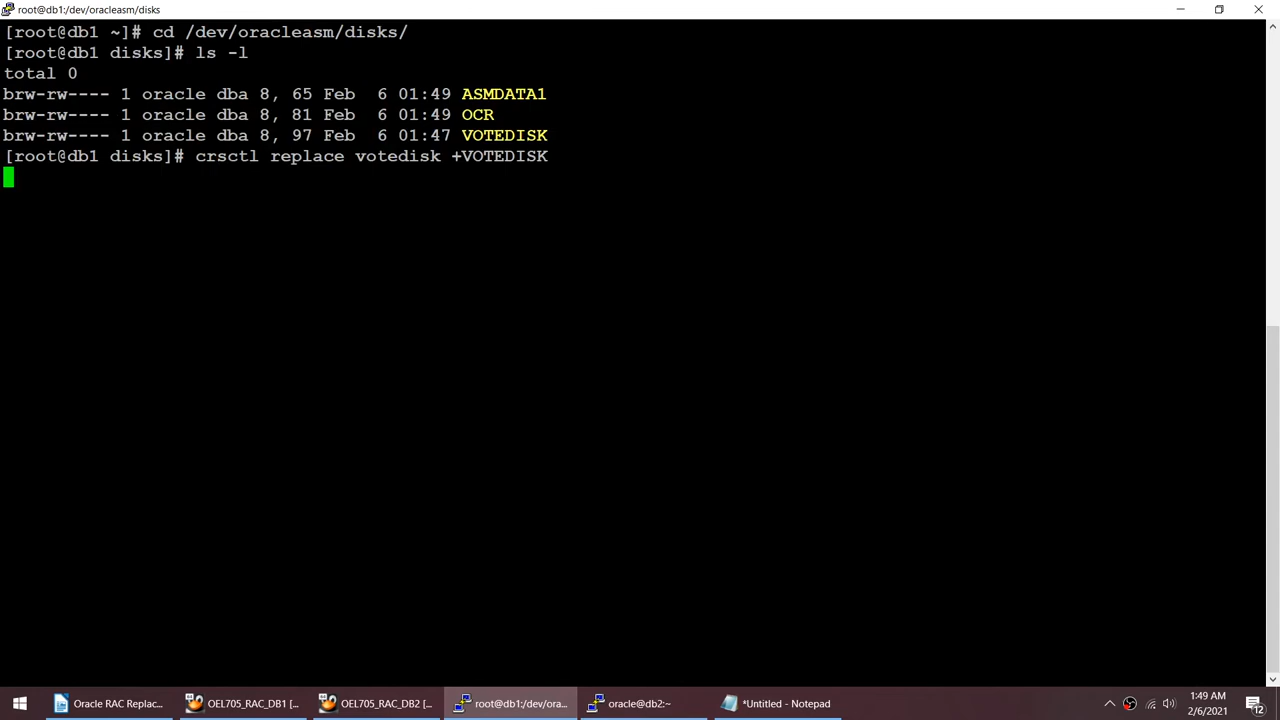 root@db1:/dev/oracleasm/disks
[root@db1 ~]# cd /dev/oracleasm/disks/
[root@db1 disks]# ls -l
total 0
brw-rw---- 1 oracle dba 8, 65 Feb  6 01:49 ASMDATA1
brw-rw---- 1 oracle dba 8, 81 Feb  6 01:49 OCR
brw-rw---- 1 oracle dba 8, 97 Feb  6 01:47 VOTEDISK
[root@db1 disks]# crsctl replace votedisk +VOTEDISK
Oracle RAC Replac... OEL705_RAC_DB1 [... OEL705_RAC_DB2 [... root@db1:/dev/ora... oracle@db2:~ *Untitled - Notepad 1:49 AM
2/6/2021 12